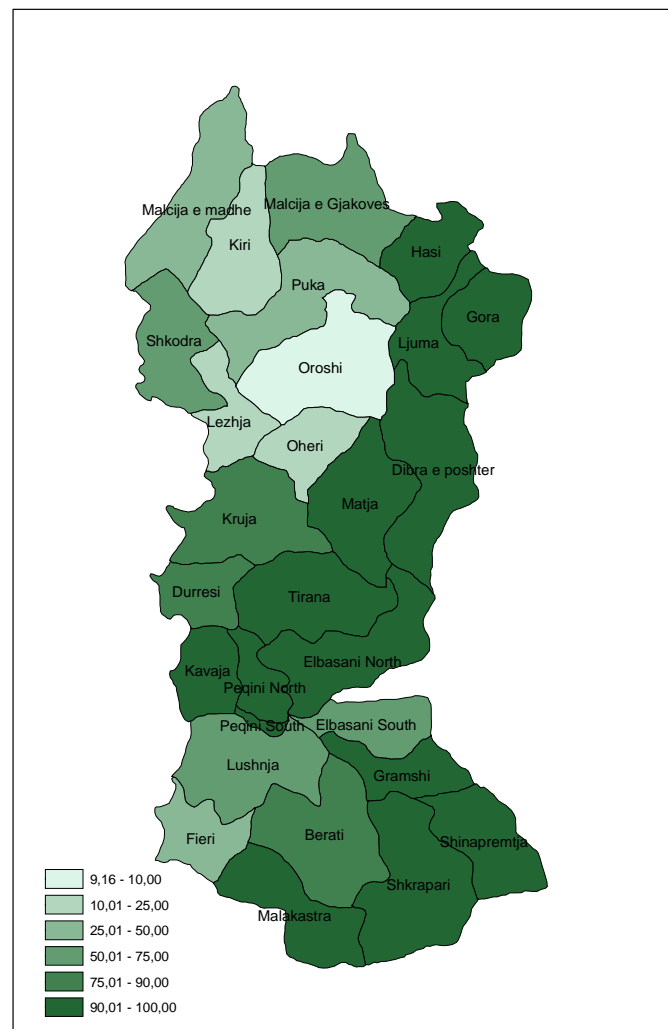 Malcija e madhe
Malcija e Gjakoves
Kiri
Hasi
Puka
Gora
Shkodra
Ljuma
Oroshi
Lezhja
Oheri
Dibra e poshter
Matja
Kruja
Durresi
Tirana
Elbasani North
Kavaja
Peqini North
Peqini South
Elbasani South
Lushnja
Gramshi
Fieri
Berati
Shinapremtja
Shkrapari
Malakastra
9,16 - 10,00
10,01 - 25,00
25,01 - 50,00
50,01 - 75,00
75,01 - 90,00
90,01 - 100,00